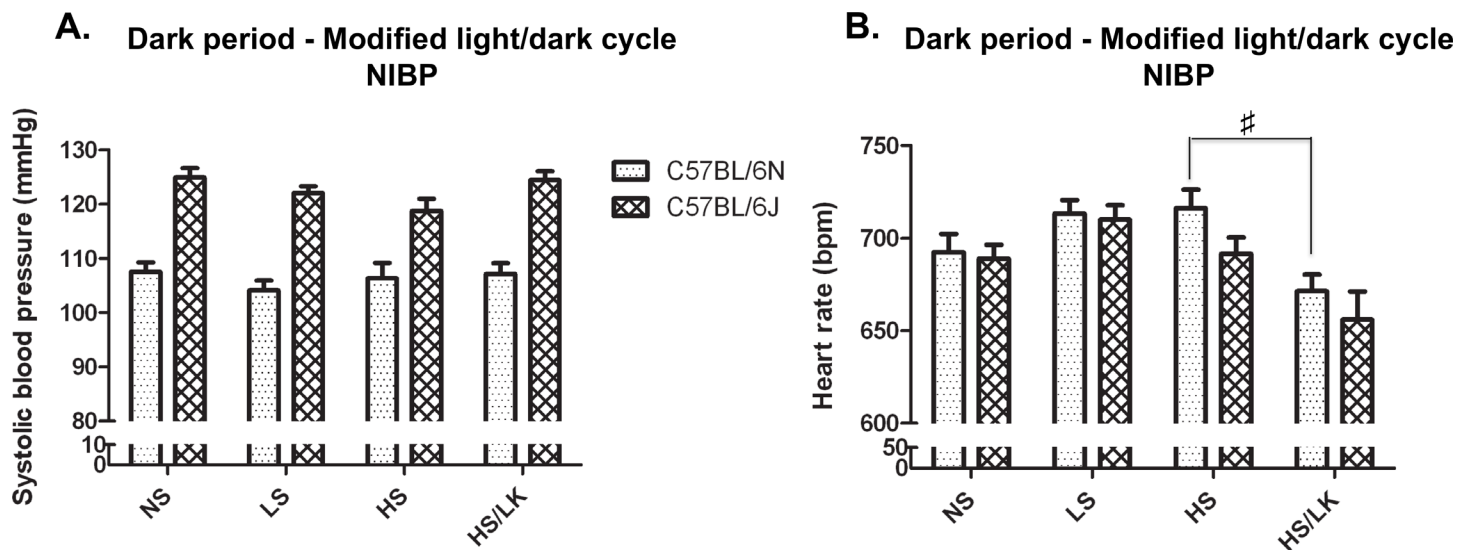 A.
Dark period - Modified light/dark cycle
NIBP
Systolic blood pressure (mmHg)
130
120
110
100
90
80
10
0
NS
LS
HS
HS/LK
C57BL/6N
C57BL/6J
B.
Dark period - Modified light/dark cycle
NIBP
Heart rate (bpm)
750
700
650
600
50
0
♯
NS
LS
HS
HS/LK